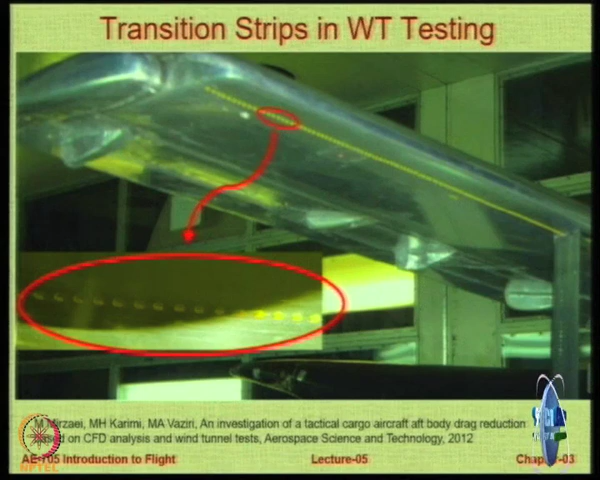 Transition Strips in WT Testing
M Mirzaei, MH Karimi, MA Vaziri, An investigation of a tactical cargo aircraft aft body drag reduction
based on CFD analysis and wind tunnel tests, Aerospace Science and Technology, 2012
AE-705 Introduction to Flight Lecture-05 Chapter-03
NPTEL